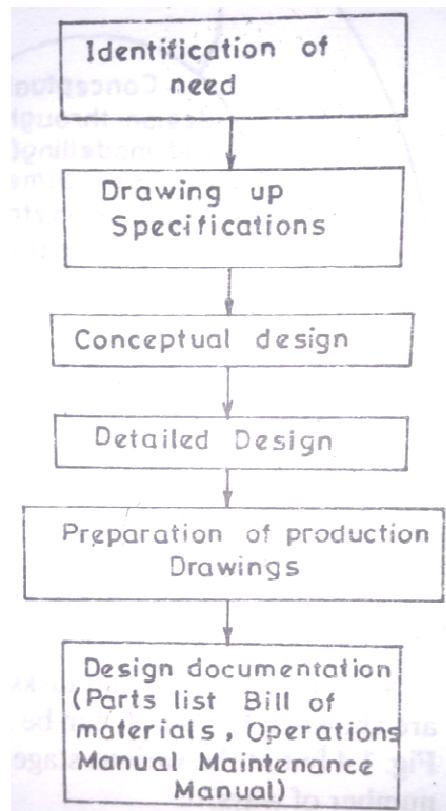 Identification of
need
Drawing up
Specifications
Conceptual design
Detailed Design
Preparation of production
Drawings
Design documentation
(Parts list Bill of
materials, Operations
Manual Maintenance
Manual)